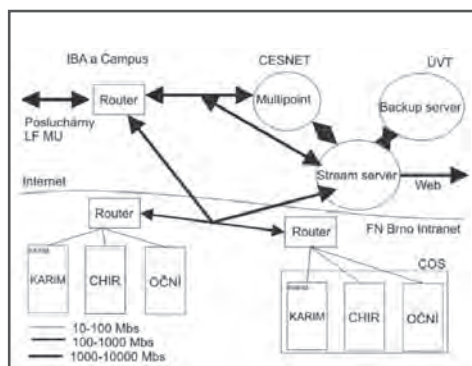 IBA a Campus
CESNET
ÚVT
Router
Multipoint
Backup server
Posluchárny
LF MU
Stream server
Web
Internet
Router
Router
FN Brno Intranet
COS
KARIM
CHIR
OČNÍ
KARIM
CHIR
OČNÍ
10-100 Mbs
100-1000 Mbs
1000-10000 Mbs